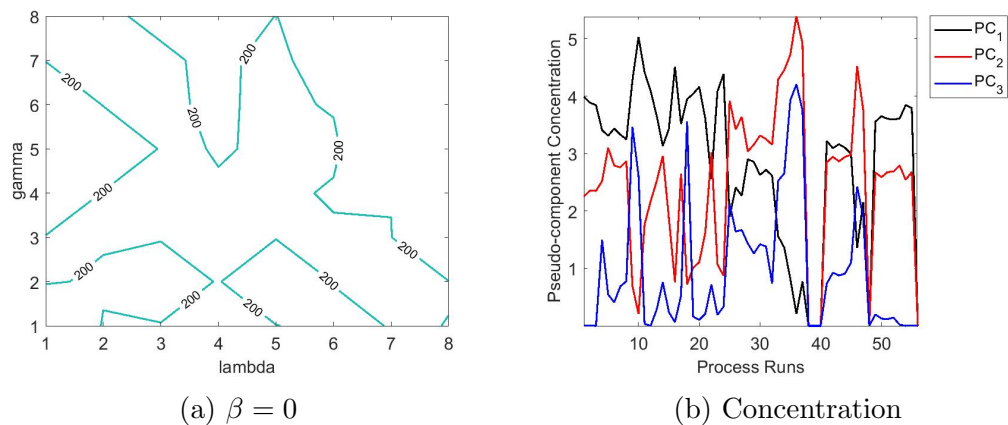 8
7
6
5
4
3
2
1
gamma
200
200
200
200
200
200
200
200
200
200
1 2 3 4 5 6 7 8
lambda
(a) β = 0
5
4
3
2
1
Pseudo-component Concentration
10 20 30 40 50
Process Runs
PC1
PC2
PC3
(b) Concentration